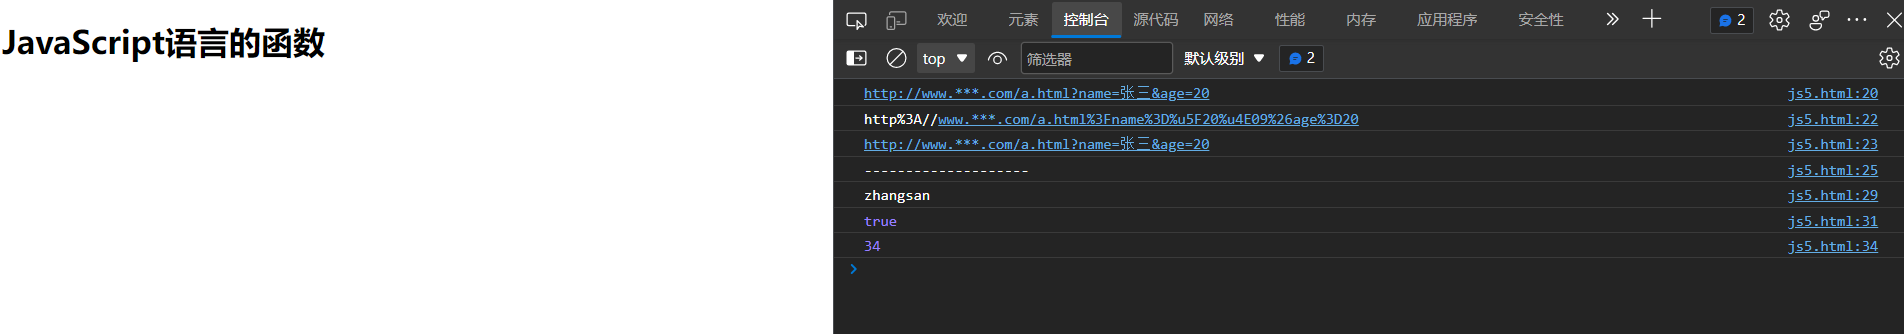 JavaScript语言的函数
欢迎 元素 控制台 源代码 网络 性能 内存 应用程序 安全性 2
top 筛选器 默认级别 2
http://www.***.com/a.html?name=张三&age=20 js5.html:20
http%3A//www.***.com/a.html%3Fname%3D%u5F20%u4E09%26age%3D20 js5.html:22
http://www.***.com/a.html?name=张三&age=20 js5.html:23
-------------------- js5.html:25
zhangsan js5.html:29
true js5.html:31
34 js5.html:34